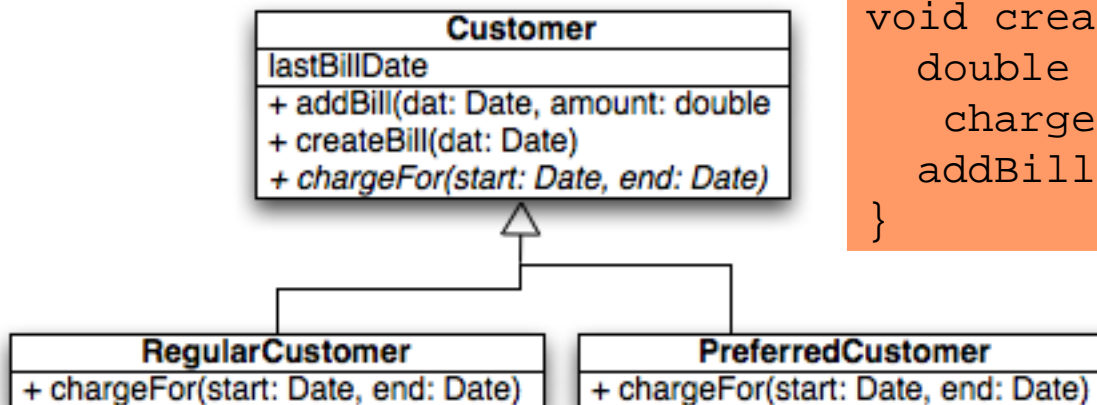 Customer
lastBillDate
+ addBill(dat: Date, amount: double
+ createBill(dat: Date)
+ chargeFor(start: Date, end: Date)
void
double
charge
addBill
}
RegularCustomer
+ chargeFor(start: Date, end: Date)
PreferredCustomer
+ chargeFor(start: Date, end: Date)